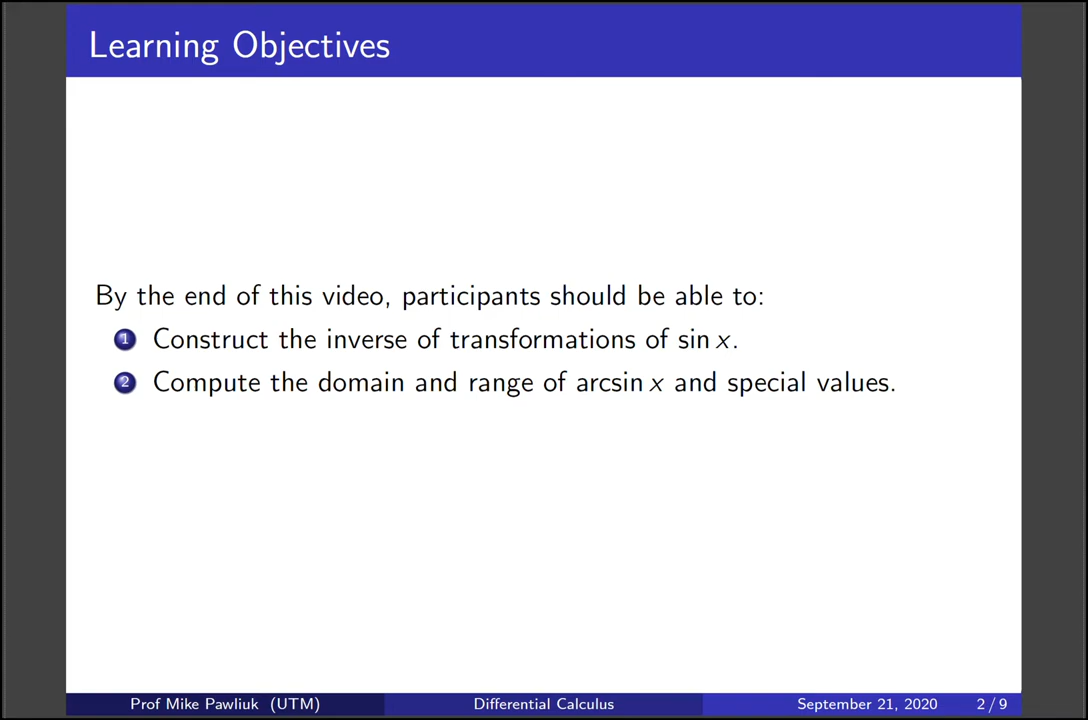 Learning Objectives
By the end of this video, participants should be able to:
1 Construct the inverse of transformations of sin x.
2 Compute the domain and range of arcsin x and special values.
Prof Mike Pawliuk (UTM) Differential Calculus September 21, 2020 2 / 9